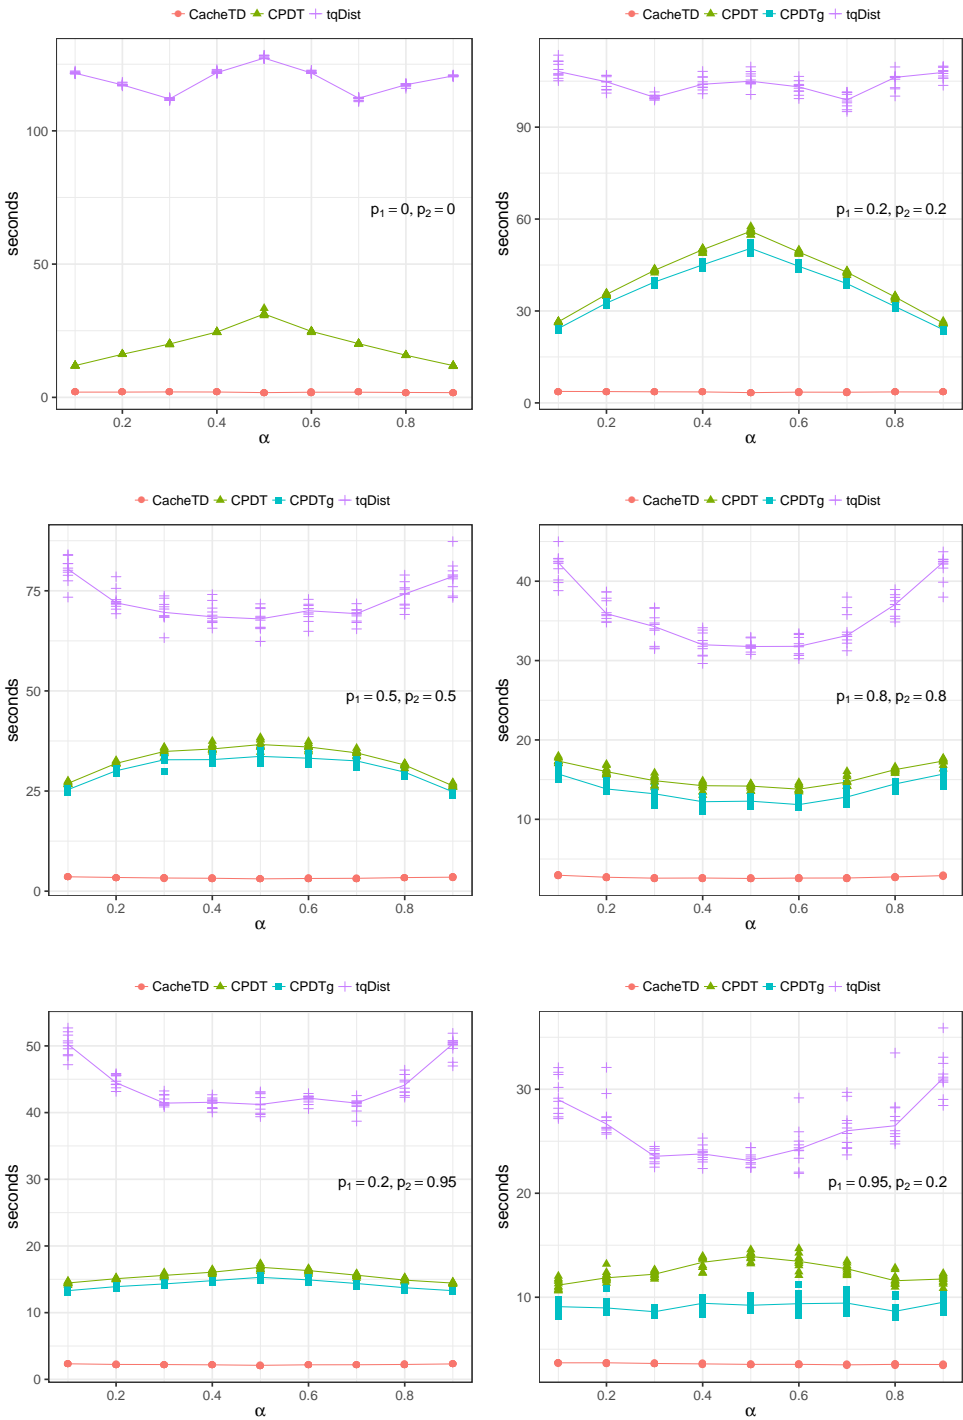 CacheTD CPDT tqDist
100
50
0
seconds
p1 = 0, p2 = 0
0.2 0.4 0.6 0.8
α
CacheTD CPDT CPDTg tqDist
90
60
30
0
seconds
p1 = 0.2, p2 = 0.2
0.2 0.4 0.6 0.8
α
CacheTD CPDT CPDTg tqDist
75
50
25
0
seconds
p1 = 0.5, p2 = 0.5
0.2 0.4 0.6 0.8
α
CacheTD CPDT CPDTg tqDist
40
30
20
10
seconds
p1 = 0.8, p2 = 0.8
0.2 0.4 0.6 0.8
α
CacheTD CPDT CPDTg tqDist
50
40
30
20
10
0
seconds
p1 = 0.2, p2 = 0.95
0.2 0.4 0.6 0.8
α
CacheTD CPDT CPDTg tqDist
30
20
10
seconds
p1 = 0.95, p2 = 0.2
0.2 0.4 0.6 0.8
α